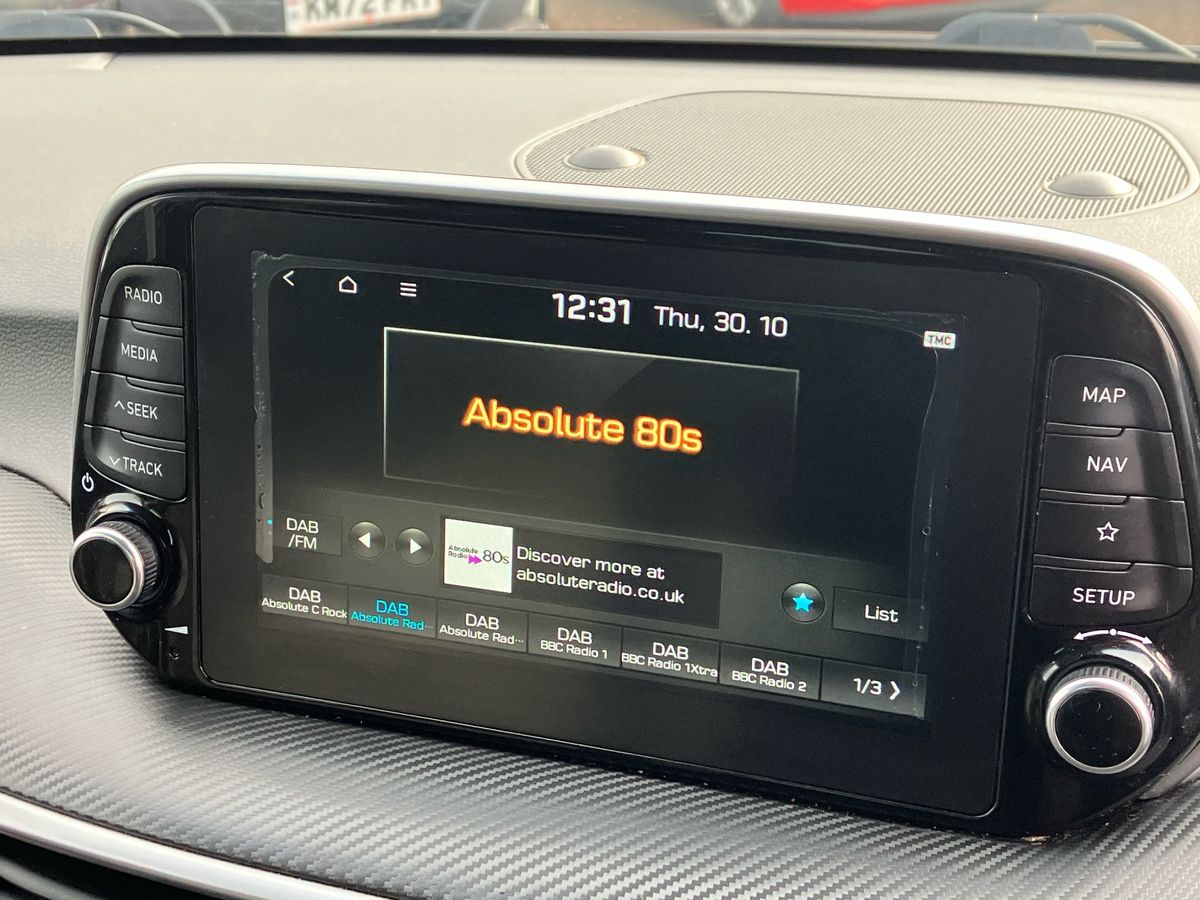 RADIO
MEDIA
SEEK
TRACK
12:31 Thu, 30. 10
TMC
Absolute 80s
DAB
/FM
Absolute
Radio 80s
Discover more at
absoluteradio.co.uk
List
DAB
Absolute C Rock
DAB
Absolute Rad...
DAB
Absolute Rad...
DAB
BBC Radio 1
DAB
BBC Radio 1Xtra
DAB
BBC Radio 2
1/3
MAP
NAV
SETUP